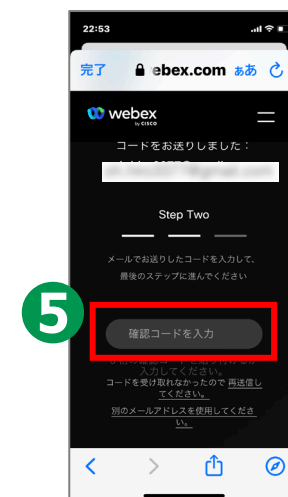 22:53
完了 ebex.com ああ
webex
by CISCO
コードをお送りしました：
Step Two
メールでお送りしたコードを入力して、
最後のステップに進んでください
5
確認コードを入力
入力してください。
コードを受け取れなかったので 再送信し
てください。
別のメールアドレスを使用してくださ
い。